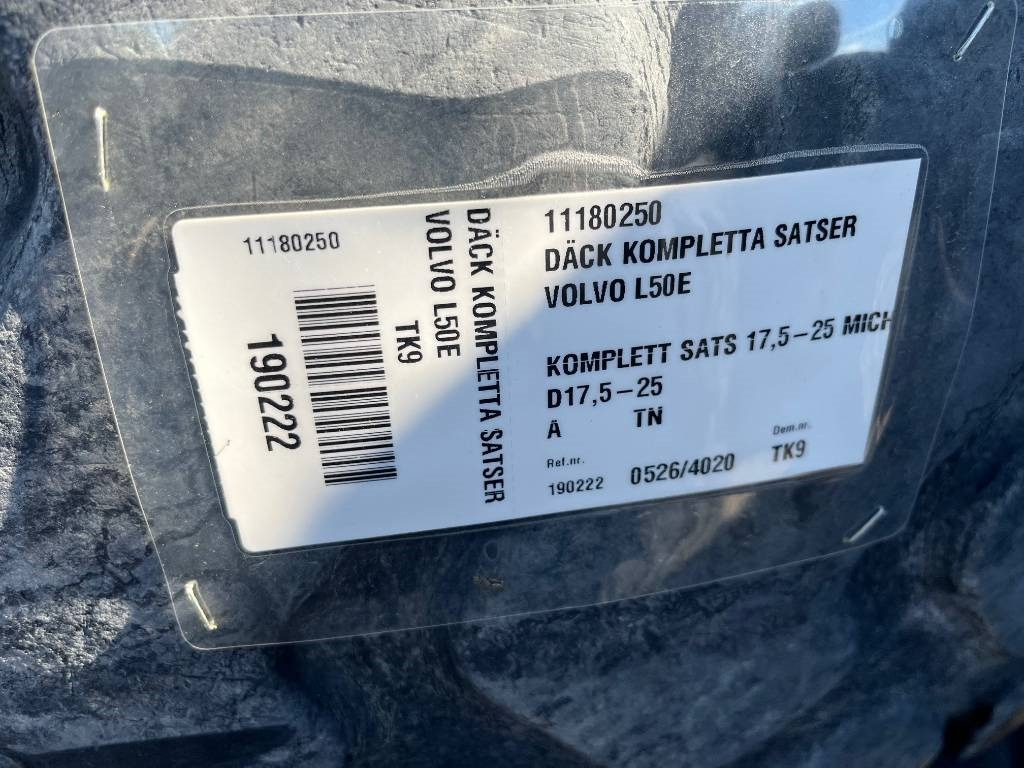 11180250
190222
TK9
VOLVO L50E
DÄCK KOMPLETTA SATSER
11180250
DÄCK KOMPLETTA SATSER
VOLVO L50E
KOMPLETT SATS 17,5-25 MICH
D17,5-25
A TN
Ref.nr. Dem.nr.
190222 0526/4020 TK9